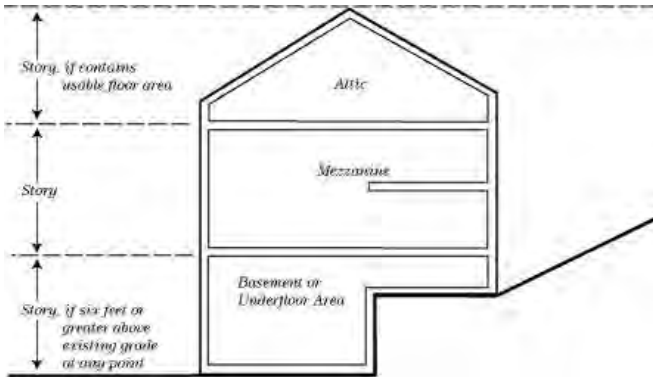 Story, if contains
usable floor area
Attic
Mezzanine
Story
Basement or
Underfloor Area
Story, if six feet or
greater above
existing grade
at any point